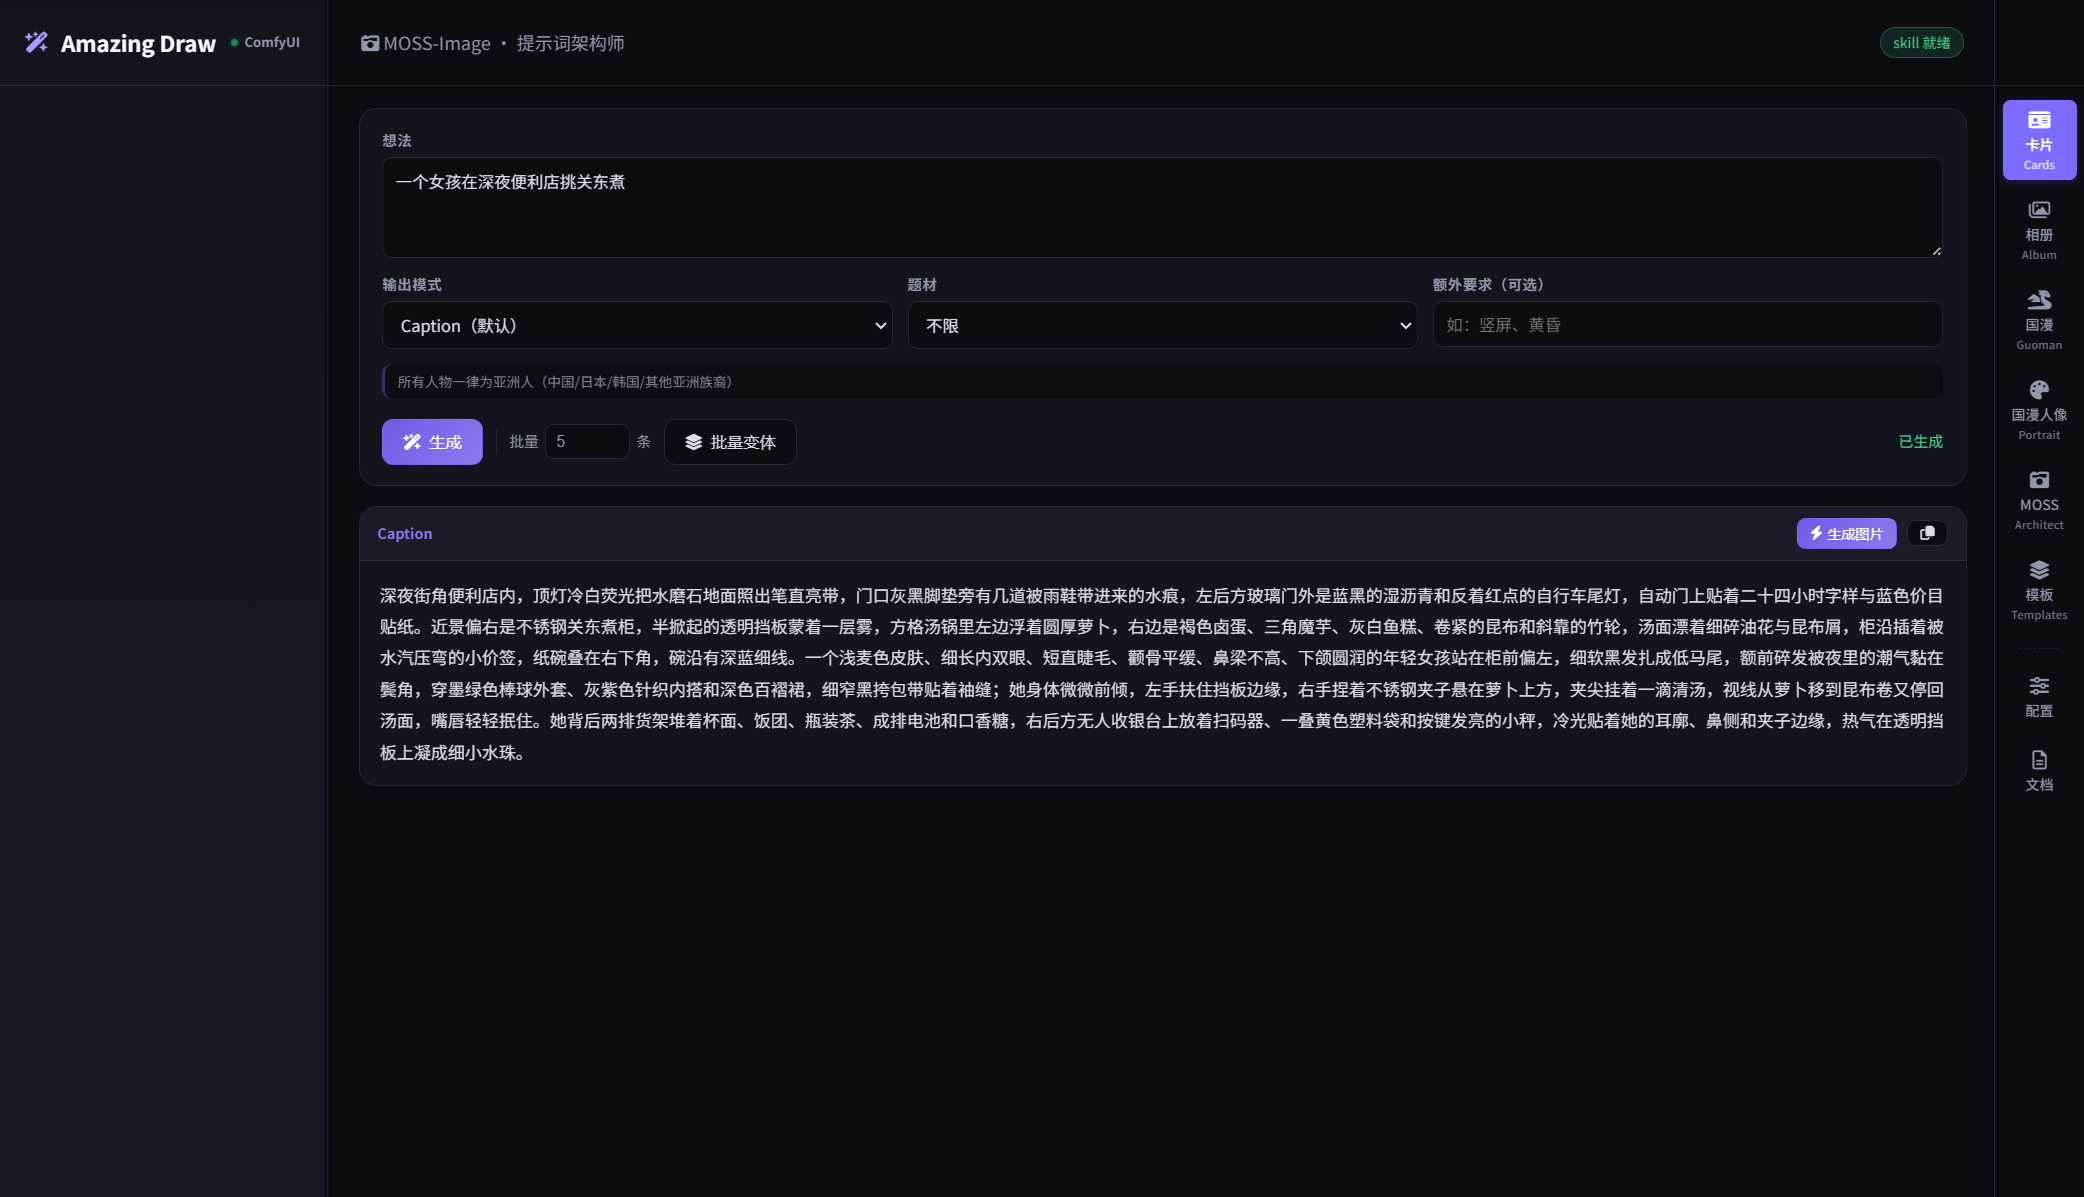 Amazing Draw
ComfyUI
MOSS-Image · 提示词架构师
skill 就绪
想法
一个女孩在深夜便利店挑关东煮
输出模式
题材
额外要求（可选）
Caption（默认）
不限
如：竖屏、黄昏
所有人物一律为亚洲人（中国/日本/韩国/其他亚洲族裔）
生成
批量
5
条
批量变体
已生成
Caption
生成图片
深夜街角便利店内，顶灯冷白荧光把水磨石地面照出笔直亮带，门口灰黑脚垫旁有几道被雨鞋带进来的水痕，左后方玻璃门外是蓝黑的湿沥青和反着红点的自行车尾灯，自动门上贴着二十四小时字样与蓝色价目
贴纸。近景偏右是不锈钢关东煮柜，半掀起的透明挡板蒙着一层雾，方格汤锅里左边浮着圆厚萝卜，右边是褐色卤蛋、三角魔芋、灰白鱼糕、卷紧的昆布和斜靠的竹轮，汤面漂着细碎油花与昆布屑，柜沿插着被
水汽压弯的小价签，纸碗叠在右下角，碗沿有深蓝细线。一个浅麦色皮肤、细长内双眼、短直睫毛、颧骨平缓、鼻梁不高、下颌圆润的年轻女孩站在柜前偏左，细软黑发扎成低马尾，额前碎发被夜里的潮气黏在
鬓角，穿墨绿色棒球外套、灰紫色针织内搭和深色百褶裙，细窄黑挎包带贴着袖缝；她身体微微前倾，左手扶住挡板边缘，右手捏着不锈钢夹子悬在萝卜上方，夹尖挂着一滴清汤，视线从萝卜移到昆布卷又停回
汤面，嘴唇轻轻抿住。她背后两排货架堆着杯面、饭团、瓶装茶、成排电池和口香糖，右后方无人收银台上放着扫码器、一叠黄色塑料袋和按键发亮的小秤，冷光贴着她的耳廓、鼻侧和夹子边缘，热气在透明挡
板上凝成细小水珠。
卡片
Cards
相册
Album
国漫
Guoman
国漫人像
Portrait
MOSS
Architect
模板
Templates
配置
文档